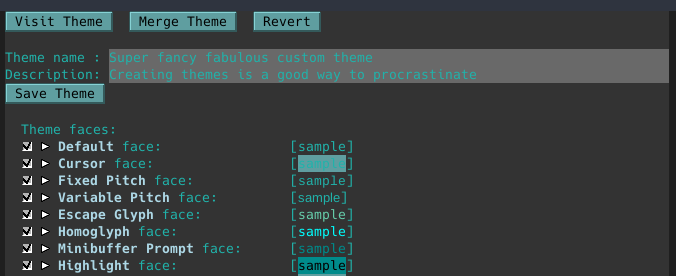 Visit Theme Merge Theme Revert
Theme name : Super fancy fabulous custom theme
Description: Creating themes is a good way to procrastinate
Save Theme
Theme faces:
Default face: [sample]
Cursor face: [sample]
Fixed Pitch face: [sample]
Variable Pitch face: [sample]
Escape Glyph face: [sample]
Homoglyph face: [sample]
Minibuffer Prompt face: [sample]
Highlight face: [sample]